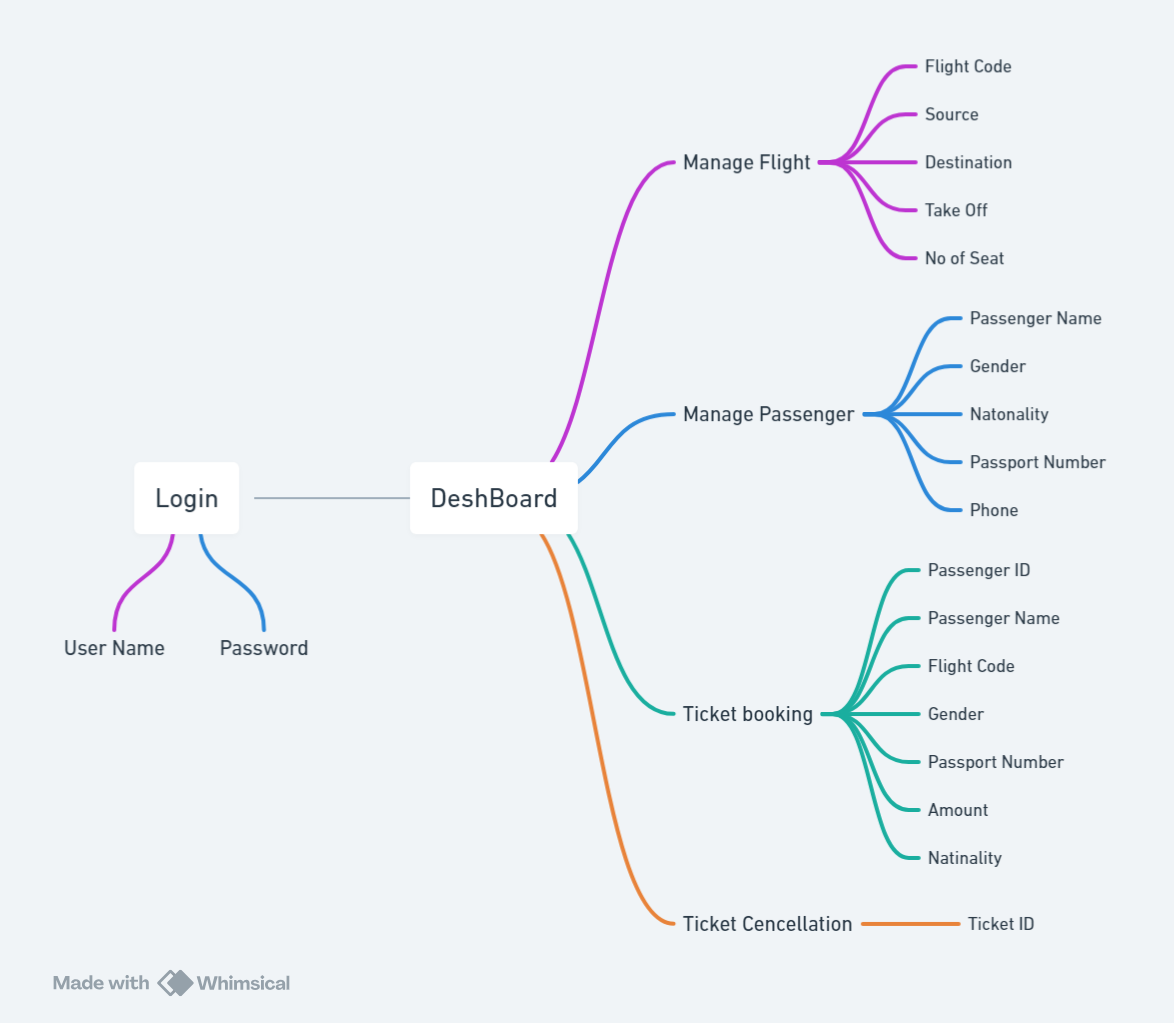 Login
User Name
Password
DeshBoard
Manage Flight
Flight Code
Source
Destination
Take Off
No of Seat
Manage Passenger
Passenger Name
Gender
Natonality
Passport Number
Phone
Ticket booking
Passenger ID
Passenger Name
Flight Code
Gender
Passport Number
Amount
Natinality
Ticket Cencellation
Ticket ID
Made with Whimsical